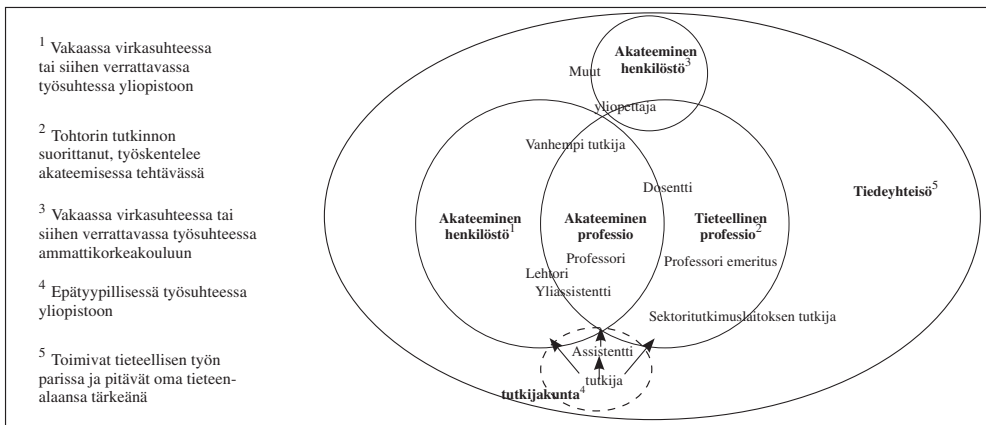 1 Vakaassa virkasuhteessa
tai siihen verrattavassa
työsuhtessa yliopistoon
2 Tohtorin tutkinnon
suorittanut, työskentelee
akateemisessa tehtävässä
3 Vakaassa virkasuhteessa tai
siihen verrattavassa työsuhteessa
ammattikorkeakouluun
4 Epätyypillisessä työsuhteessa
yliopistoon
5 Toimivat tieteellisen työn
parissa ja pitävät oma tieteen-
alaansa tärkeänä
Akateeminen
henkilöstö3
Muut
yliopettaja
Vanhempi tutkija
Dosentti
Tiedeyhteisö5
Akateeminen
henkilöstö1
Akateeminen
professio
Tieteellinen
professio2
Professori
Professori emeritus
Lehtori
Yliassistentti
Sektoritutkimuslaitoksen tutkija
Assistentti
tutkija
tutkijakunta4